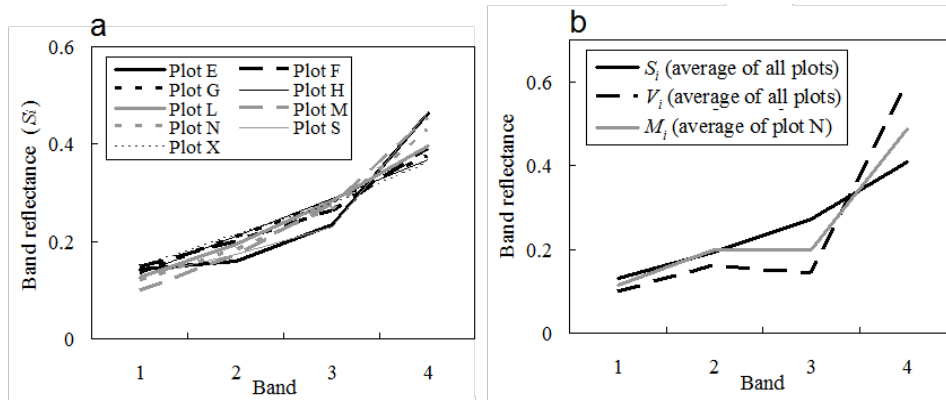 a
0.6
0.4
0.2
0
Band reflectance (Si)
Plot E
Plot F
Plot G
Plot H
Plot L
Plot M
Plot N
Plot S
Plot X
1 2 3 4
Band
b
0.6
0.4
0.2
0
Band reflectance
Si (average of all plots)
Vi (average of all plots)
Mi (average of plot N)
1 2 3 4
Band